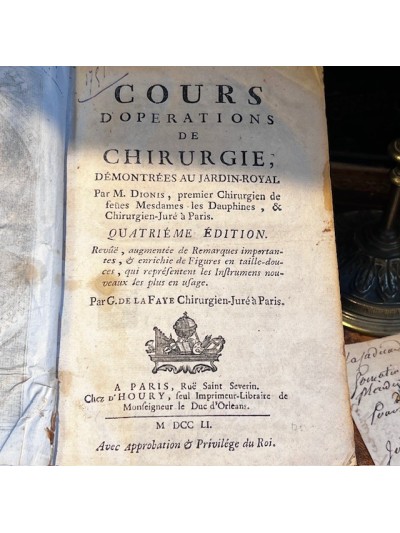 1751
COURS
D'OPERATIONS
DE
CHIRURGIE,
DÉMONTRÉES AU JARDIN-ROYAL
Par M. DIONIS, premier Chirurgien de
feües Mesdames les Dauphines, &
Chirurgien-Juré à Paris.
QUATRIÉME ÉDITION.
Revûë, augmentée de Remarques importan-
tes, & enrichie de Figures en taille-dou-
ces, qui représentent les Instrumens nou-
veaux les plus en usage.
Par G. DE LA FAYE Chirurgien-Juré à Paris.
A PARIS, Ruë Saint Severin.
Chez D'HOURY, seul Imprimeur-Libraire de
Monseigneur le Duc d'Orleans.
M DCC LI.
Avec Approbation & Privilége du Roi.